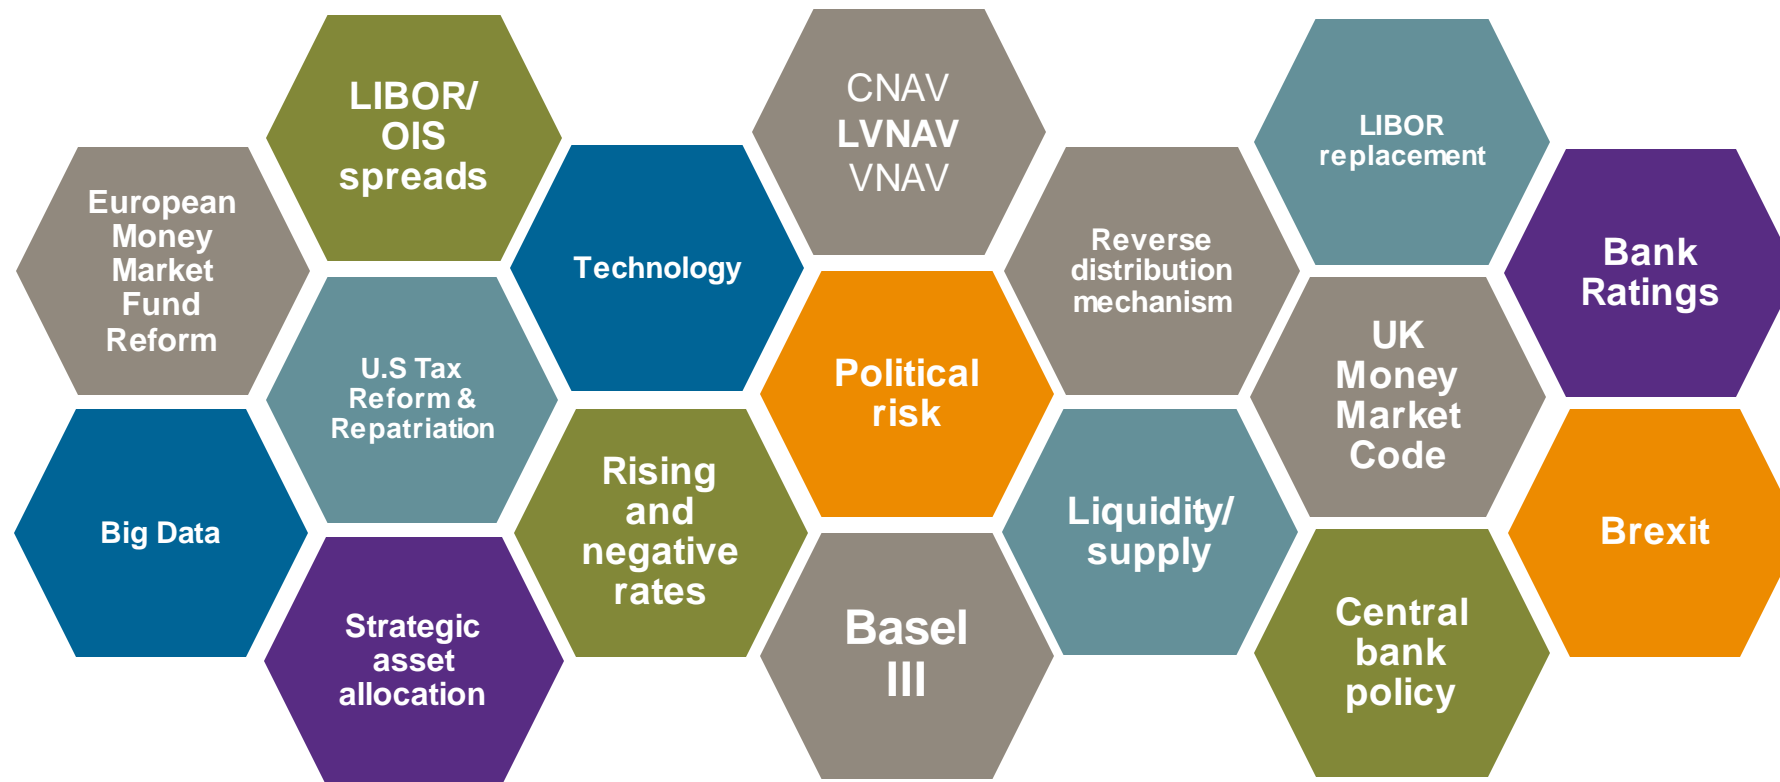 European
Money
Market
Fund
Reform
Big Data
LIBOR/
OIS
spreads
U.S Tax
Reform &
Repatriation
Strategic
asset
allocation
Technology
Rising
and
negative
rates
CNAV
LVNAV
VNAV
Political
risk
Basel
III
Reverse
distribution
mechanism
Liquidity/
supply
LIBOR
replacement
UK
Money
Market
Code
Central
bank
policy
Bank
Ratings
Brexit